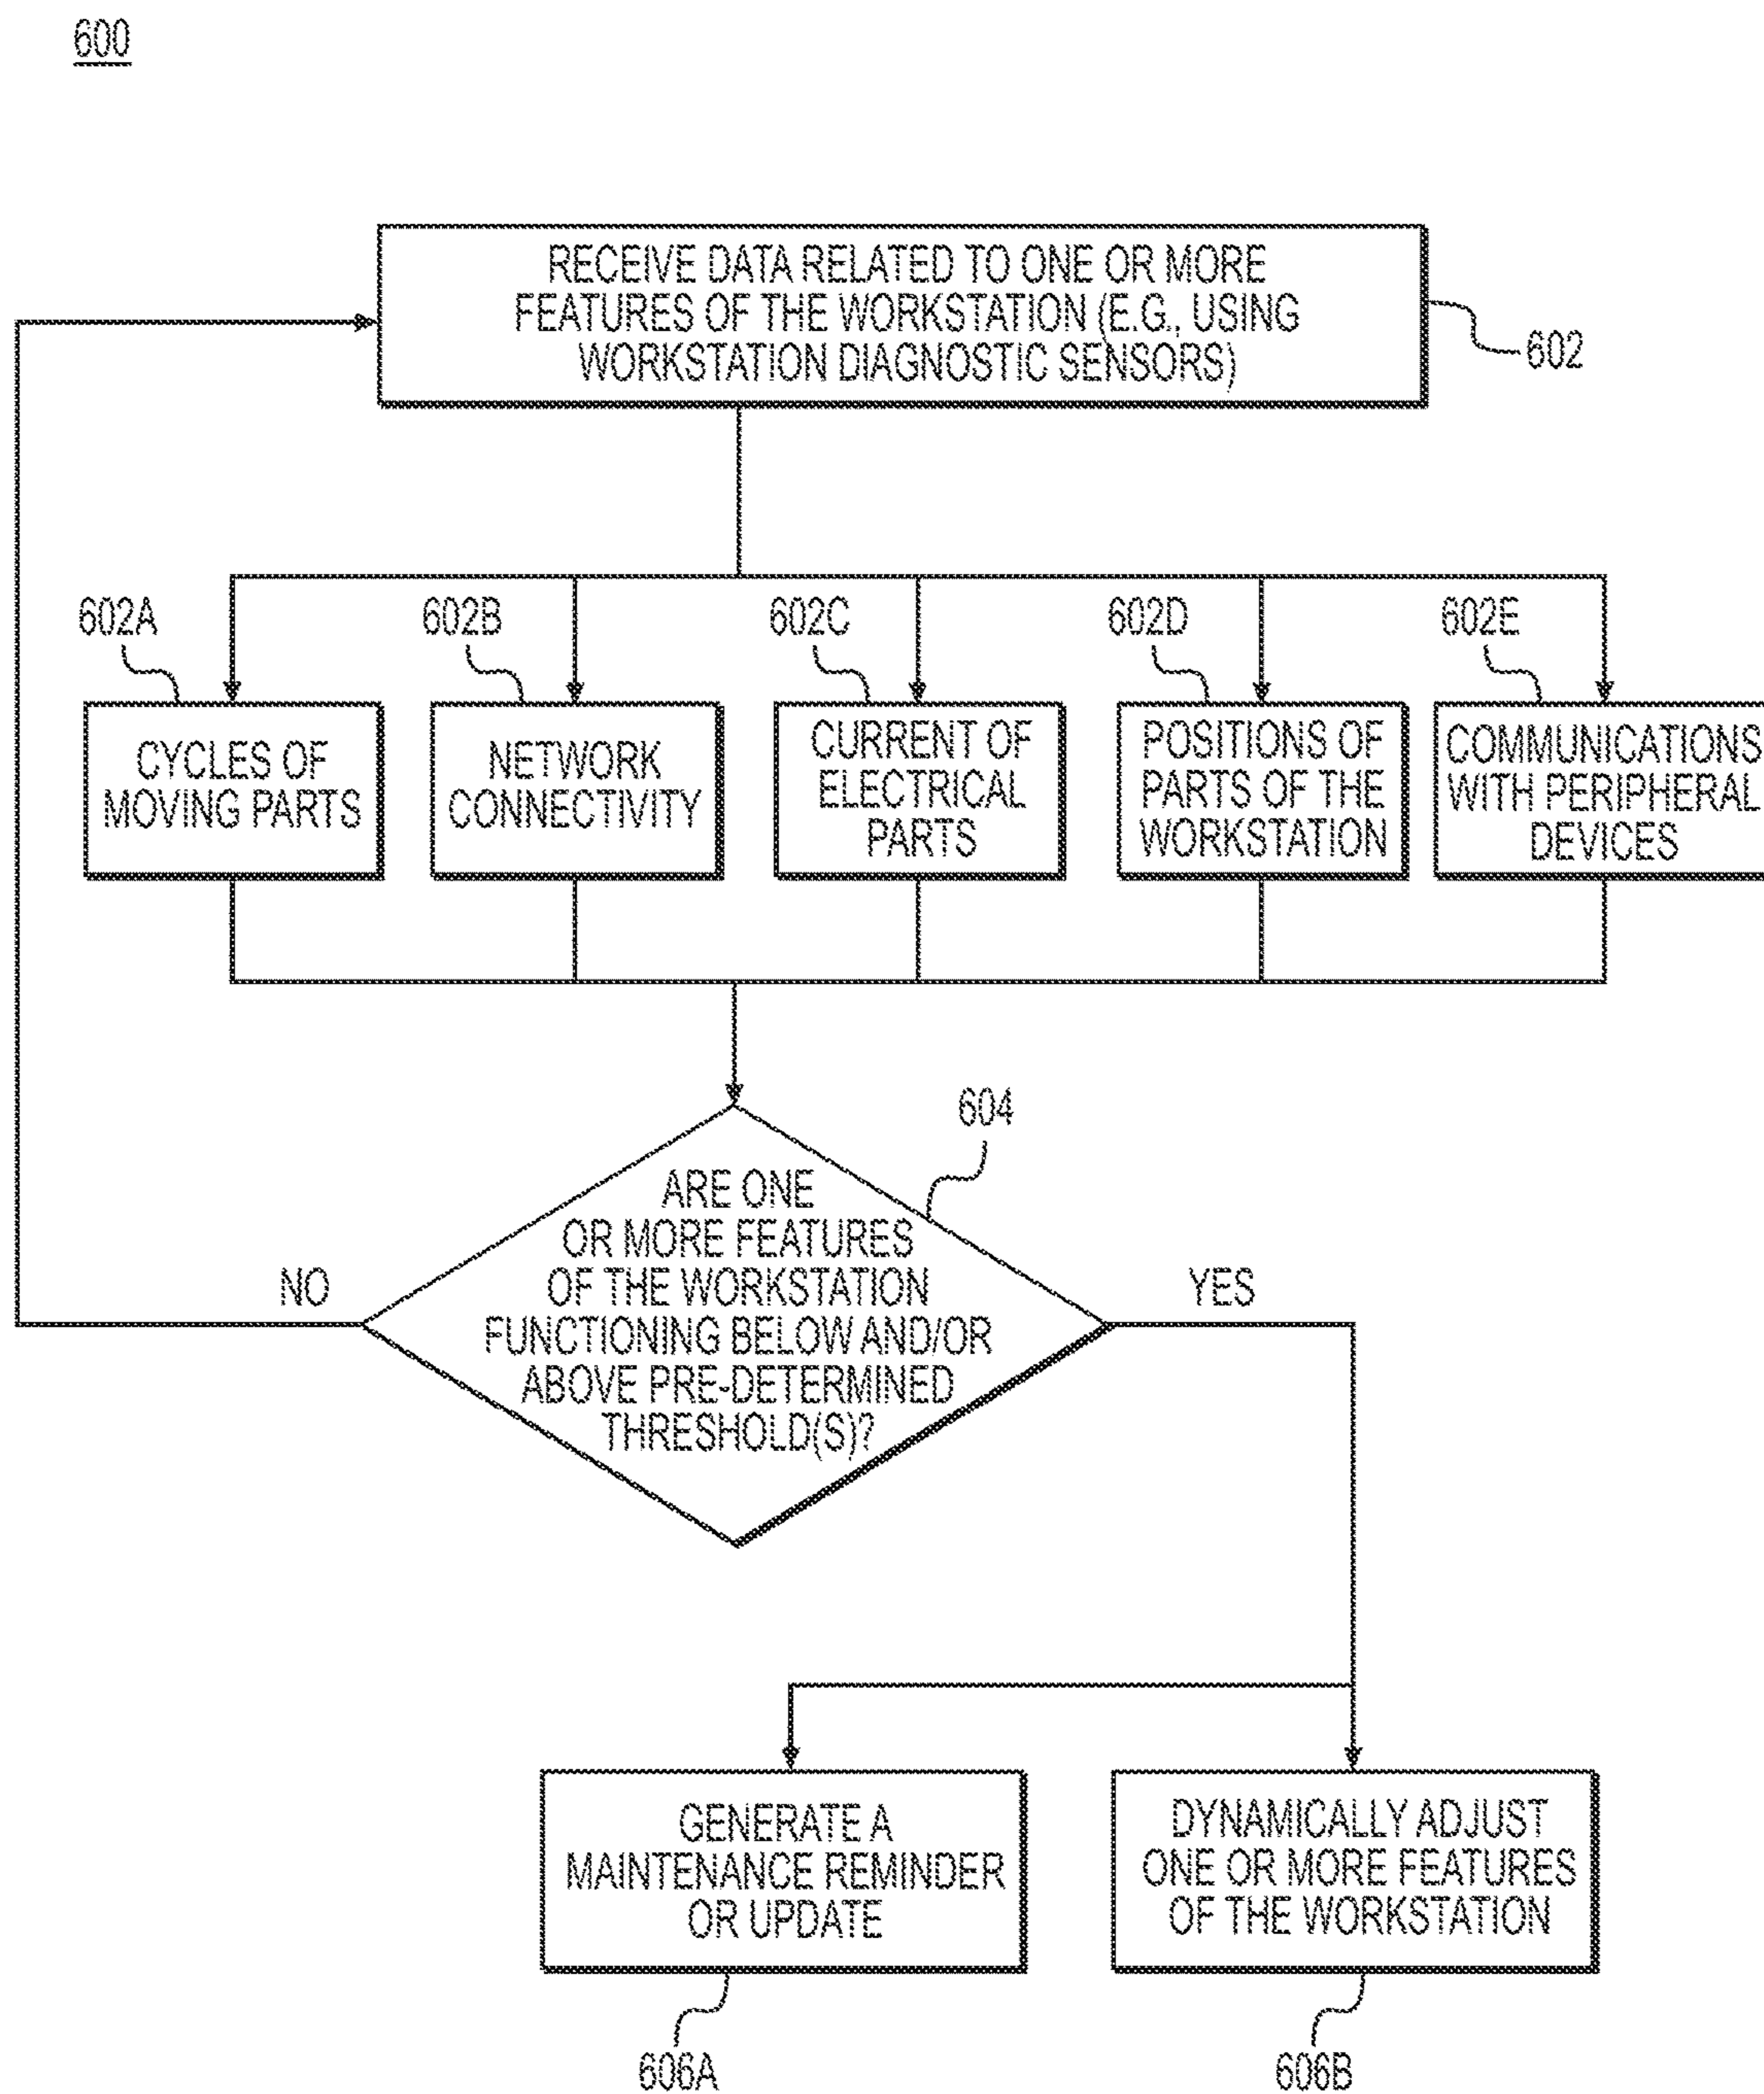 600
RECEIVE DATA RELATED TO ONE OR MORE
FEATURES OF THE WORKSTATION (E.G., USING
WORKSTATION DIAGNOSTIC SENSORS)
602
602A
602B
602C
602D
602E
CYCLES OF
MOVING PARTS
NETWORK
CONNECTIVITY
CURRENT OF
ELECTRICAL
PARTS
POSITIONS OF
PARTS OF THE
WORKSTATION
COMMUNICATIONS
WITH PERIPHERAL
DEVICES
604
ARE ONE
OR MORE FEATURES
OF THE WORKSTATION
FUNCTIONING BELOW AND/OR
ABOVE PRE-DETERMINED
THRESHOLD(S)?
NO
YES
GENERATE A
MAINTENANCE REMINDER
OR UPDATE
DYNAMICALLY ADJUST
ONE OR MORE FEATURES
OF THE WORKSTATION
606A
606B